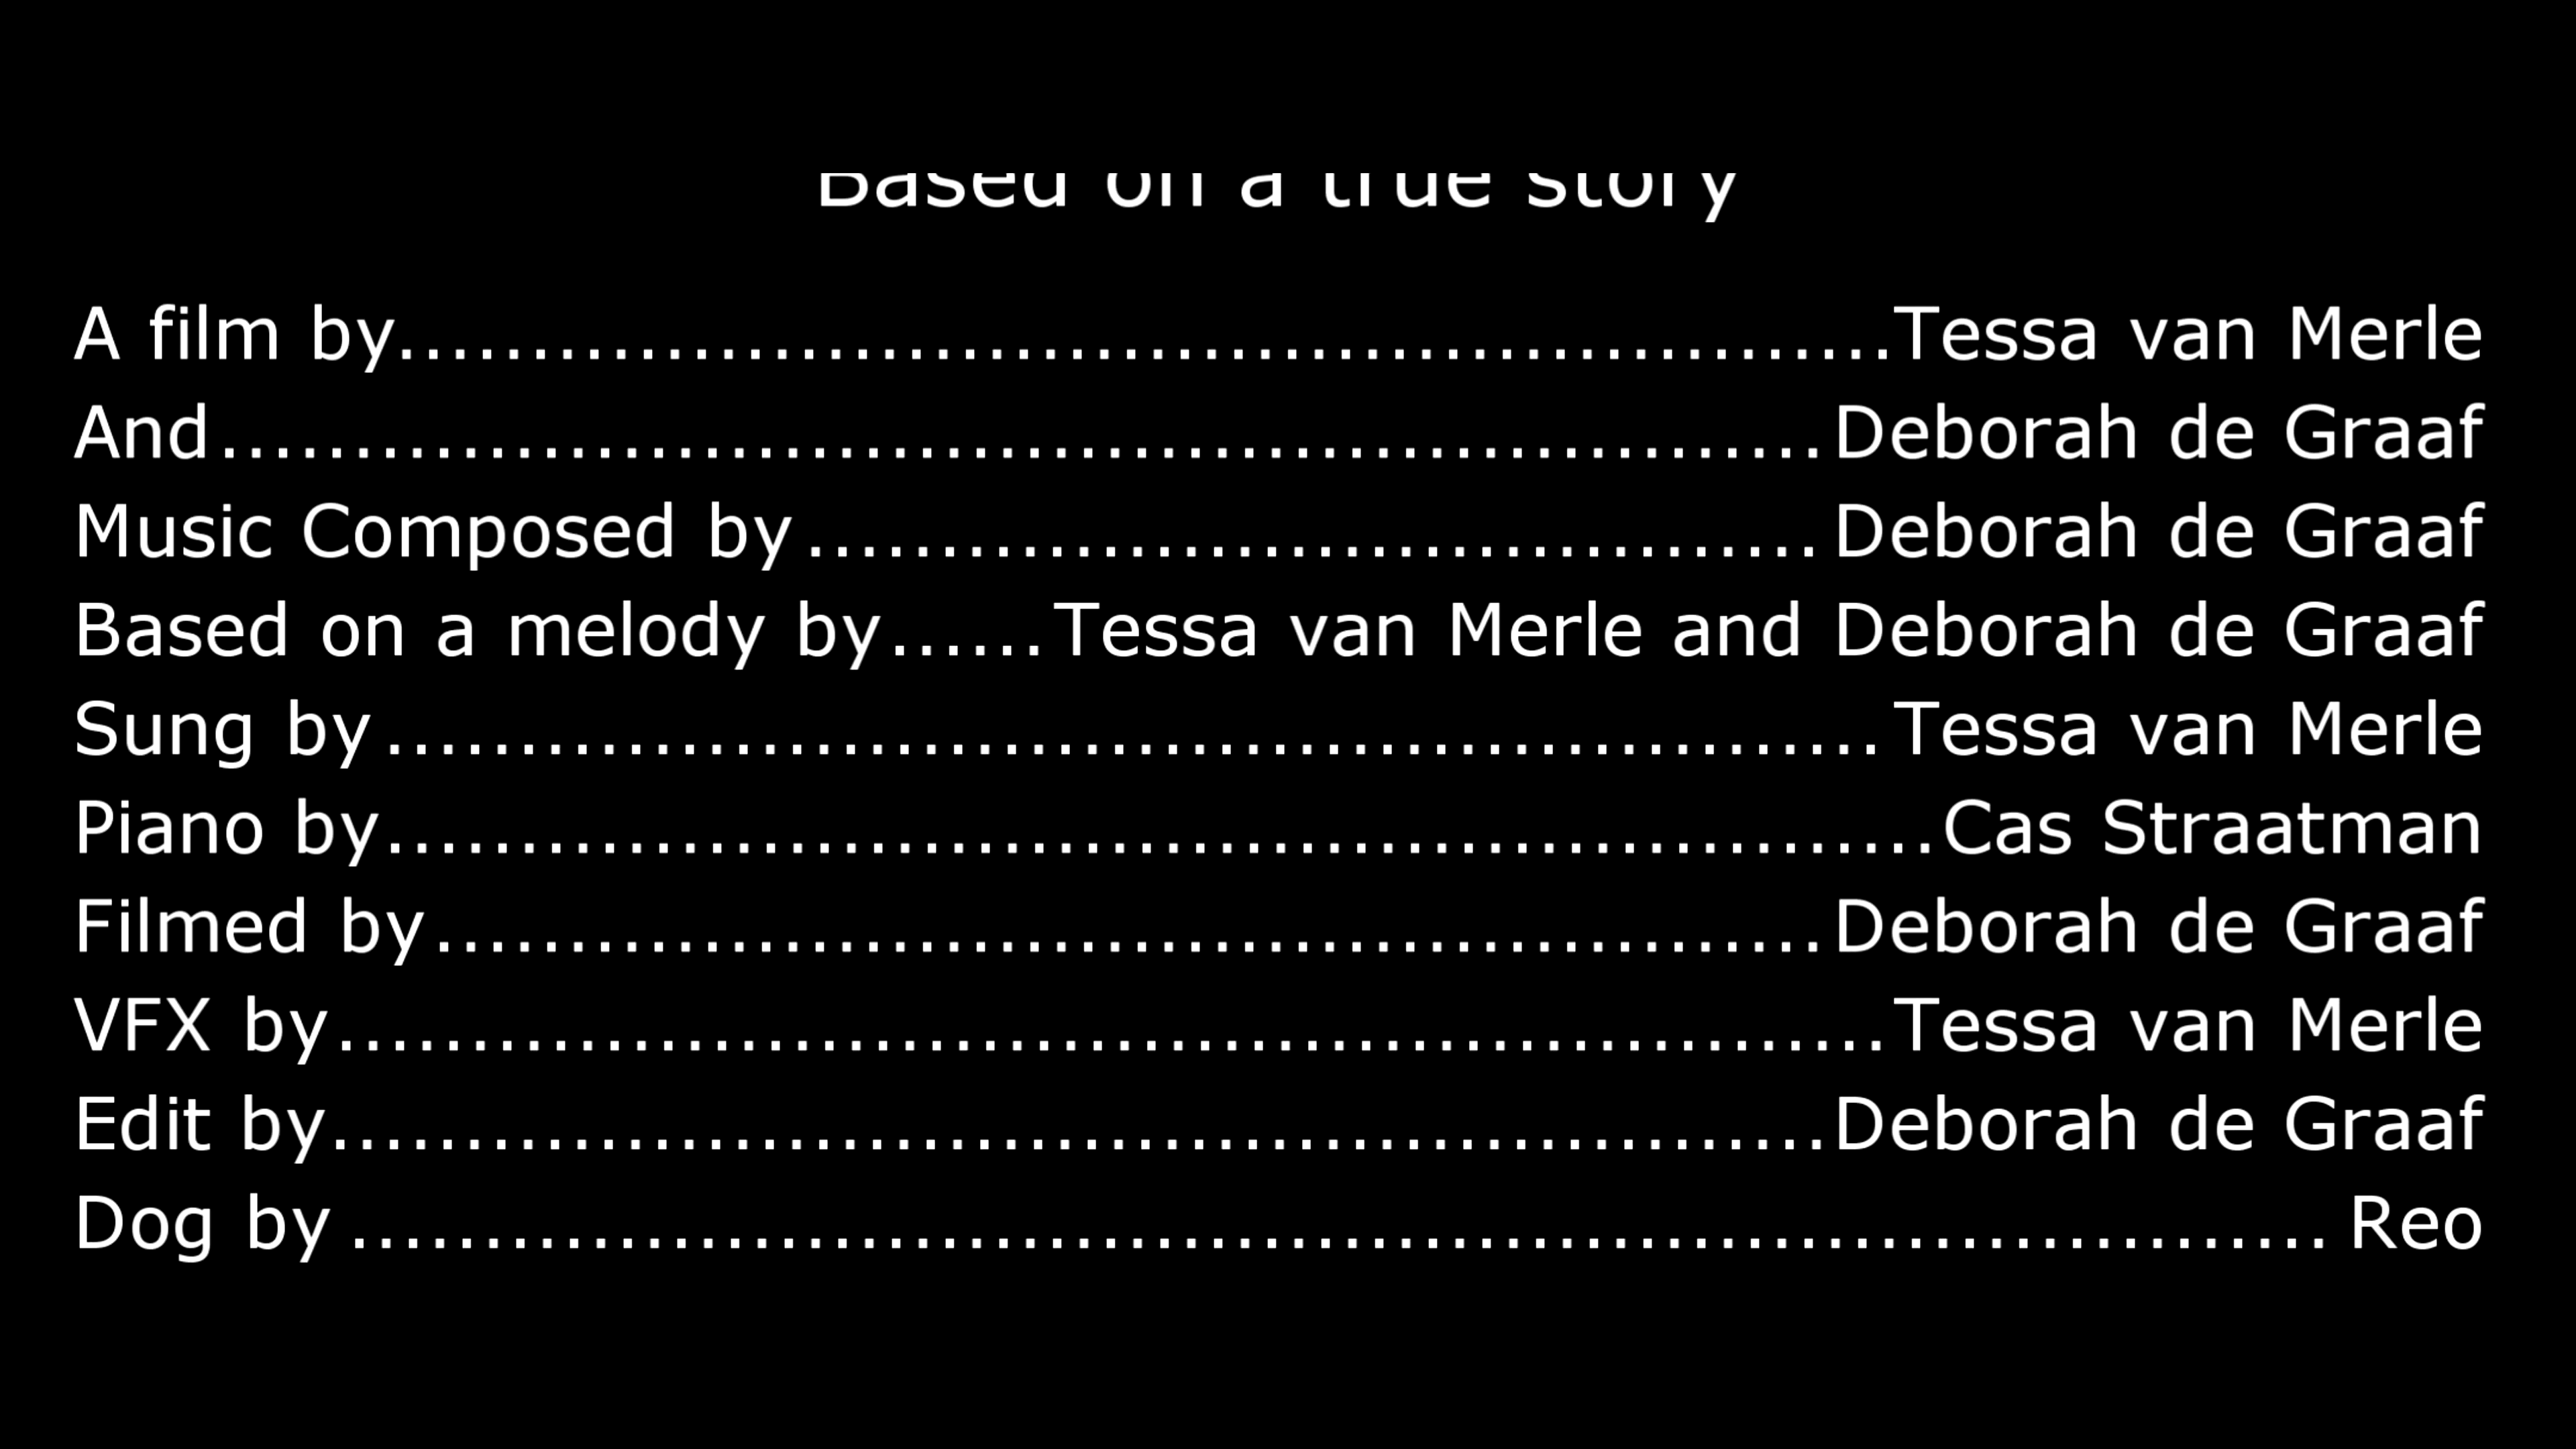 Based on a true story
A film by........................................................Tessa van Merle
And............................................................Deborah de Graaf
Music Composed by......................................Deborah de Graaf
Based on a melody by......Tessa van Merle and Deborah de Graaf
Sung by........................................................Tessa van Merle
Piano by..........................................................Cas Straatman
Filmed by....................................................Deborah de Graaf
VFX by..........................................................Tessa van Merle
Edit by........................................................Deborah de Graaf
Dog by..........................................................................Reo